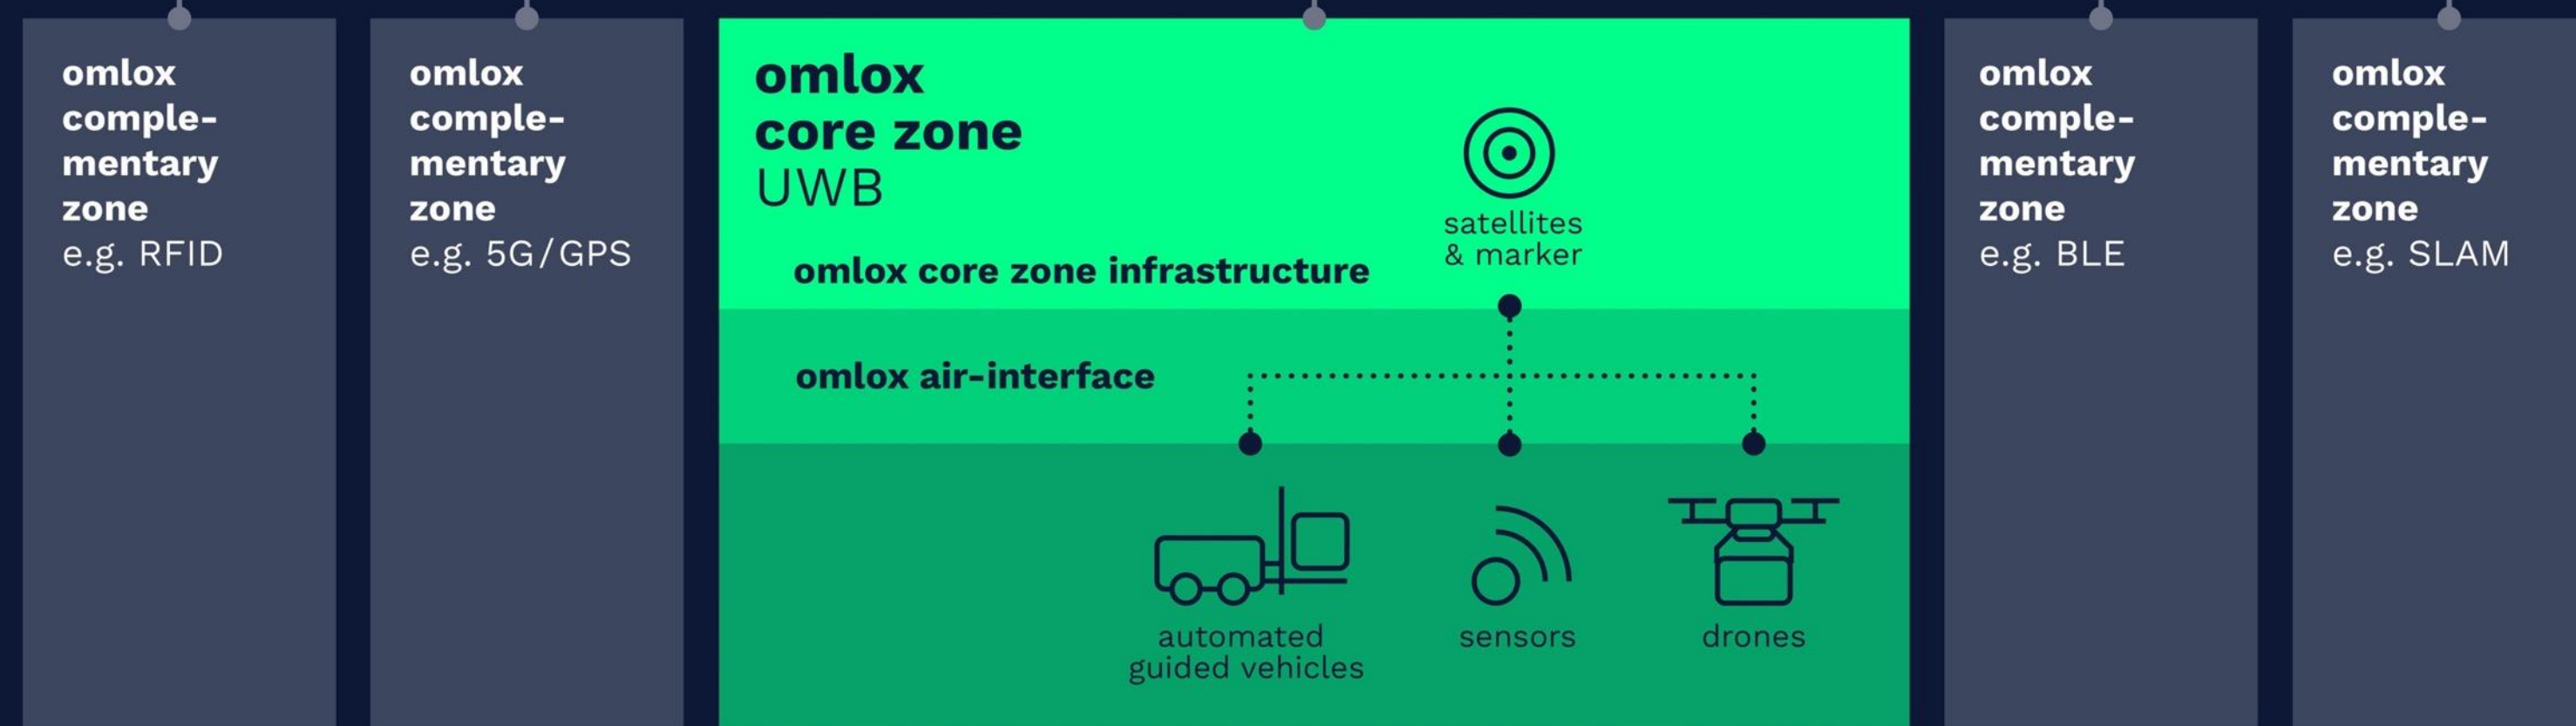 omlox
comple-
mentary
zone
e.g. RFID
omlox
comple-
mentary
zone
e.g. 5G/GPS
omlox
core zone
UWB
satellites
& marker
omlox core zone infrastructure
omlox air-interface
automated
guided vehicles
sensors
drones
omlox
comple-
mentary
zone
e.g. BLE
omlox
comple-
mentary
zone
e.g. SLAM